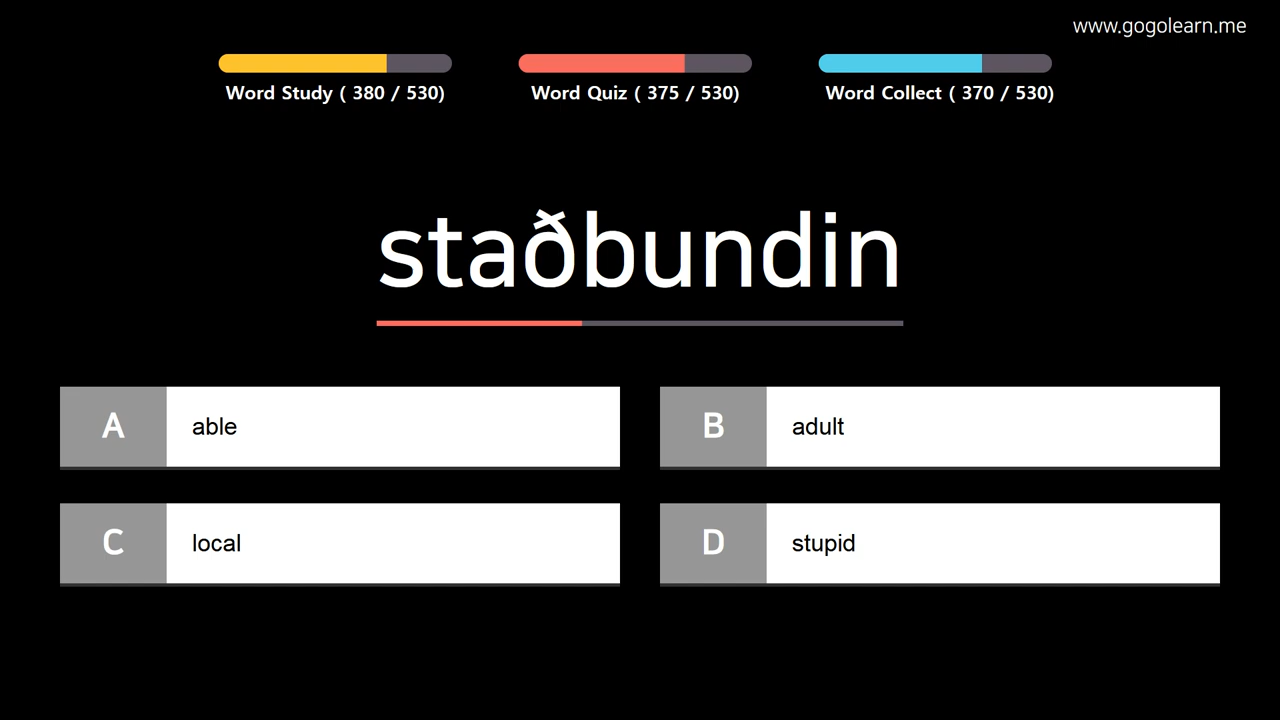 www.gogolearn.me
Word Study ( 380 / 530)
Word Quiz ( 375 / 530)
Word Collect ( 370 / 530)
staðbundin
A able
B adult
C local
D stupid